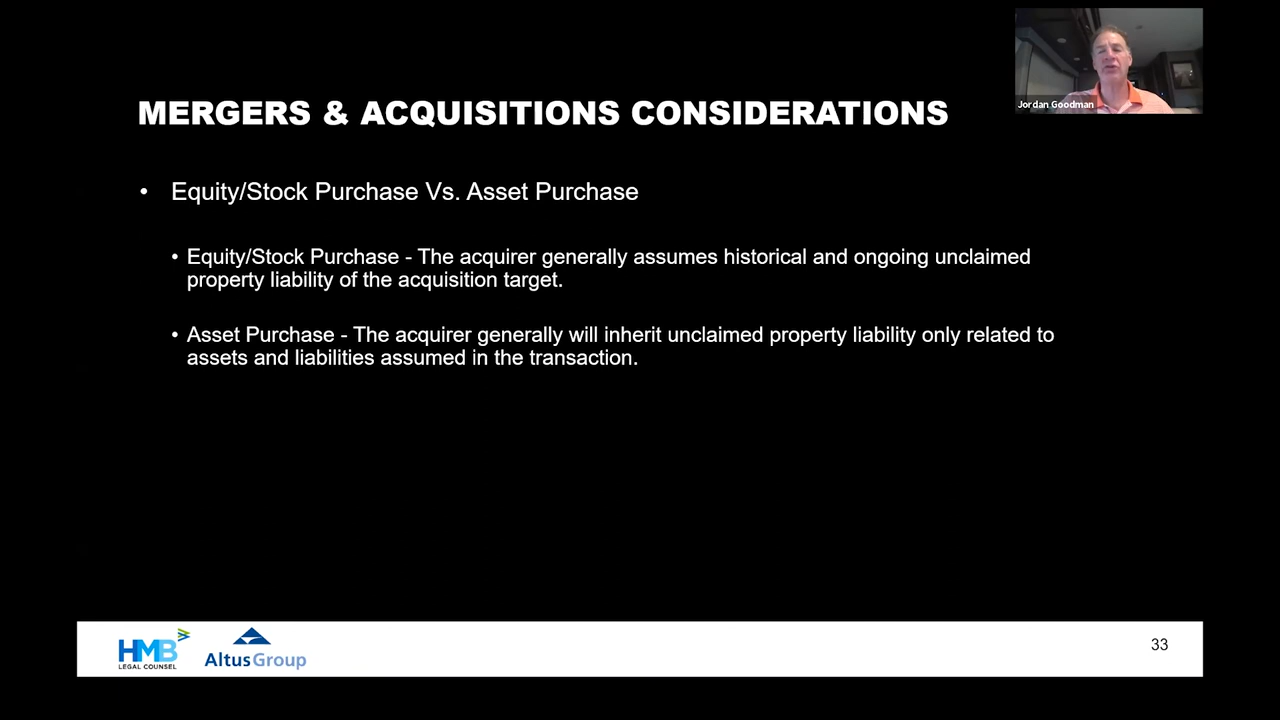 Jordan Goodman
MERGERS & ACQUISITIONS CONSIDERATIONS
• Equity/Stock Purchase Vs. Asset Purchase
• Equity/Stock Purchase - The acquirer generally assumes historical and ongoing unclaimed
property liability of the acquisition target.
• Asset Purchase - The acquirer generally will inherit unclaimed property liability only related to
assets and liabilities assumed in the transaction.
HMB
LEGAL COUNSEL
AltusGroup
33